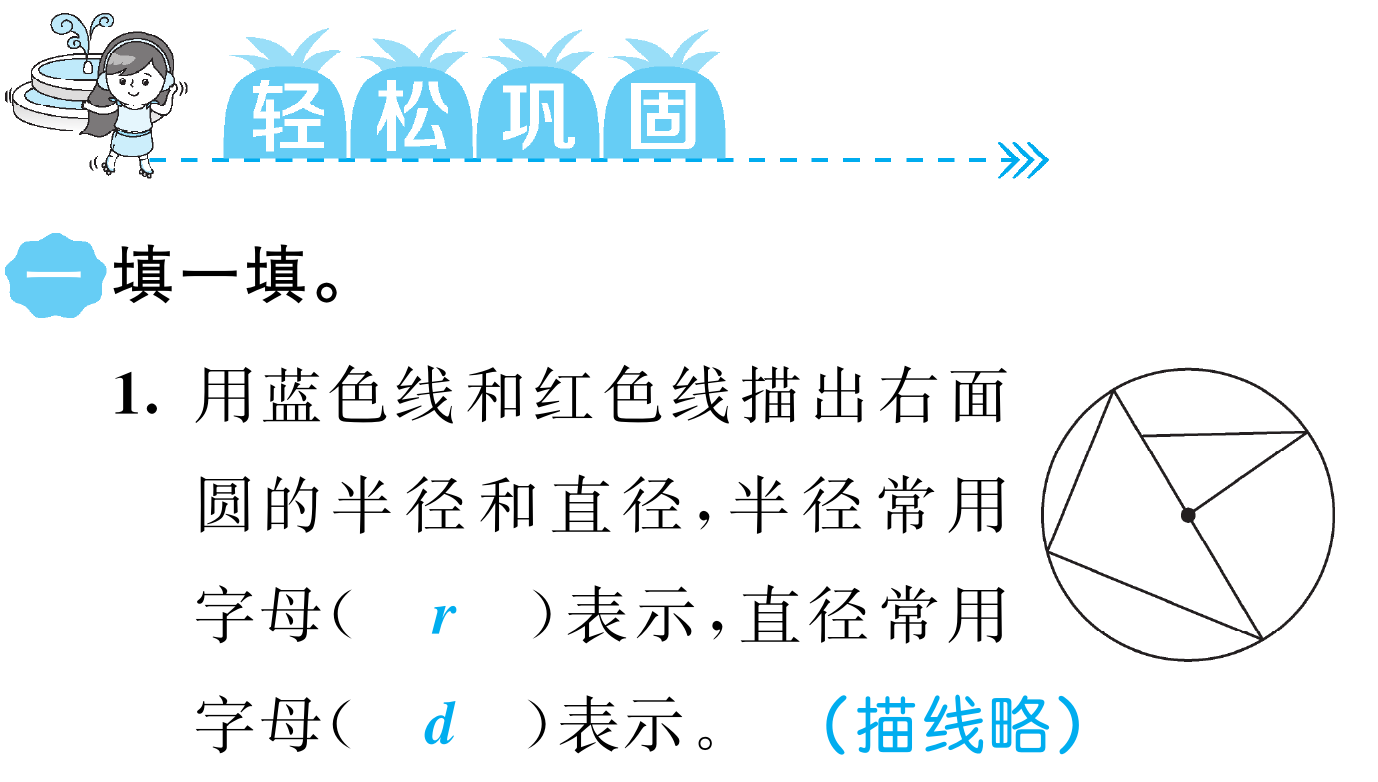 轻松巩固
一 填一填。
1. 用蓝色线和红色线描出右面
圆的半径和直径,半径常用
字母( r )表示,直径常用
字母( d )表示。 (描线略)